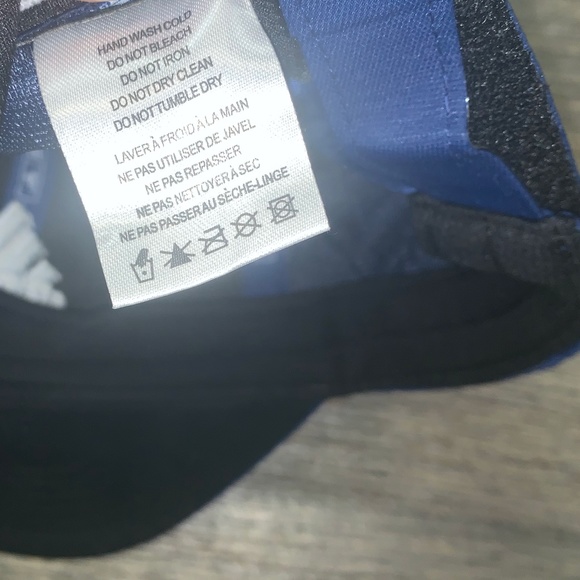 HAND WASH COLD
DO NOT BLEACH
DO NOT IRON
DO NOT DRY CLEAN
DO NOT TUMBLE DRY
LAVER À FROID À LA MAIN
NE PAS UTILISER DE JAVEL
NE PAS REPASSER
NE PAS NETTOYER À SEC
NE PAS PASSER AU SÈCHE-LINGE